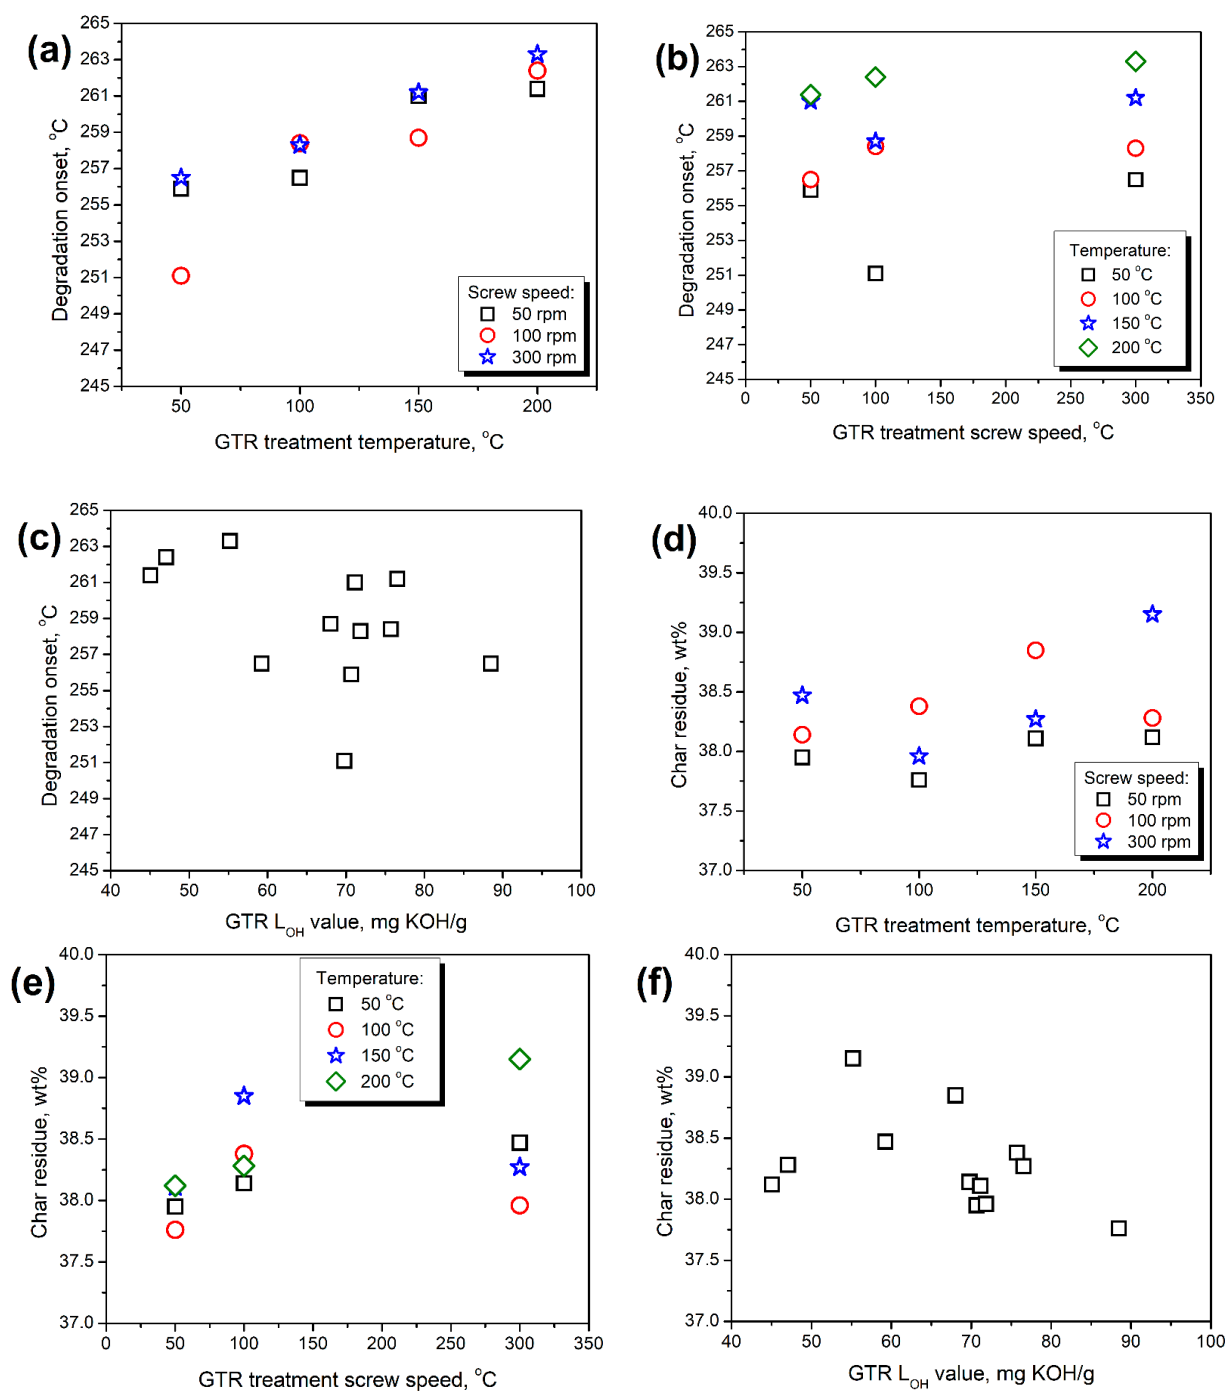 (a)
265
263
261
259
257
255
253
251
249
247
245
Degradation onset, °C
50
100
150
200
GTR treatment temperature, °C
Screw speed:
50 rpm
100 rpm
300 rpm
(b)
265
263
261
259
257
255
253
251
249
247
245
Degradation onset, °C
0
50
100
150
200
250
300
350
GTR treatment screw speed, °C
Temperature:
50 °C
100 °C
150 °C
200 °C
(c)
265
263
261
259
257
255
253
251
249
247
245
Degradation onset, °C
40
50
60
70
80
90
100
GTR LOH value, mg KOH/g
(d)
40.0
39.5
39.0
38.5
38.0
37.5
37.0
Char residue, wt%
50
100
150
200
GTR treatment temperature, °C
Screw speed:
50 rpm
100 rpm
300 rpm
(e)
40.0
39.5
39.0
38.5
38.0
37.5
37.0
Char residue, wt%
0
50
100
150
200
250
300
350
GTR treatment screw speed, °C
Temperature:
50 °C
100 °C
150 °C
200 °C
(f)
40.0
39.5
39.0
38.5
38.0
37.5
37.0
Char residue, wt%
40
50
60
70
80
90
100
GTR LOH value, mg KOH/g